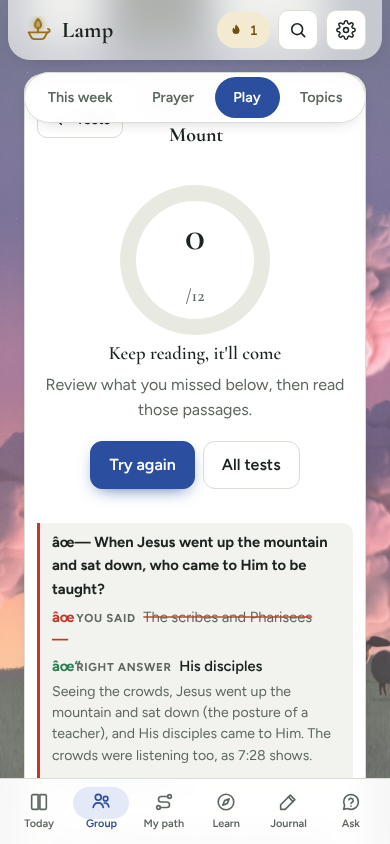 Lamp
1
This week
Prayer
Play
Topics
Mount
0
/12
Keep reading, it'll come
Review what you missed below, then read
those passages.
Try again
All tests
✗ When Jesus went up the mountain
and sat down, who came to Him to be
taught?
âœ— YOU SAID The scribes and Pharisees
âœ“ RIGHT ANSWER His disciples
Seeing the crowds, Jesus went up the
mountain and sat down (the posture of a
teacher), and His disciples came to Him. The
crowds were listening too, as 7:28 shows.
Today
Group
My path
Learn
Journal
Ask